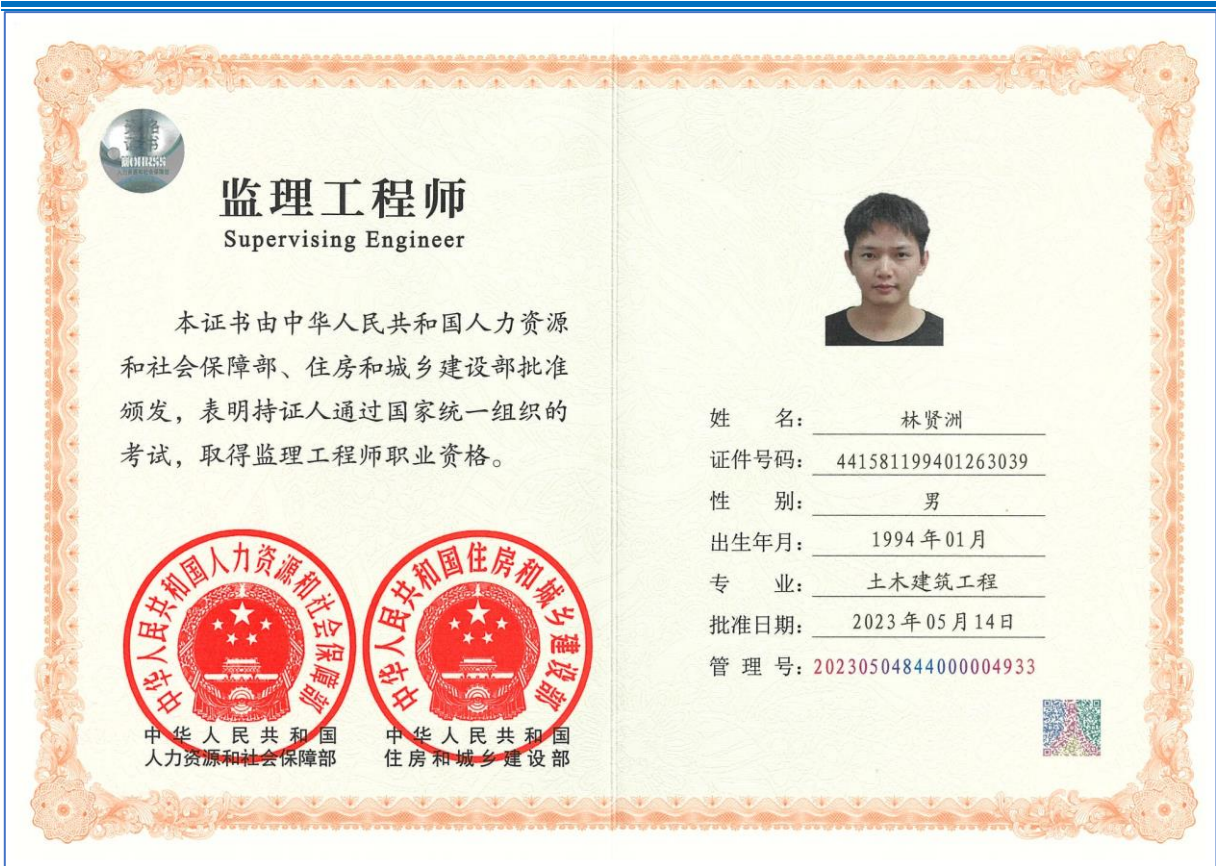 资格
证书
MOHRSS
监理工程师
Supervising Engineer
本证书由中华人民共和国人力资源
和社会保障部、住房和城乡建设部批准
颁发，表明持证人通过国家统一组织的
考试，取得监理工程师职业资格。
中华人民共和国人力资源和社会保障部
中华人民共和国住房和城乡建设部
中华人民共和国
人力资源和社会保障部
中华人民共和国
住房和城乡建设部
姓 名： 林贤洲
证件号码： 441581199401263039
性 别： 男
出生年月： 1994年01月
专 业： 土木建筑工程
批准日期： 2023年05月14日
管 理 号：20230504844000004933